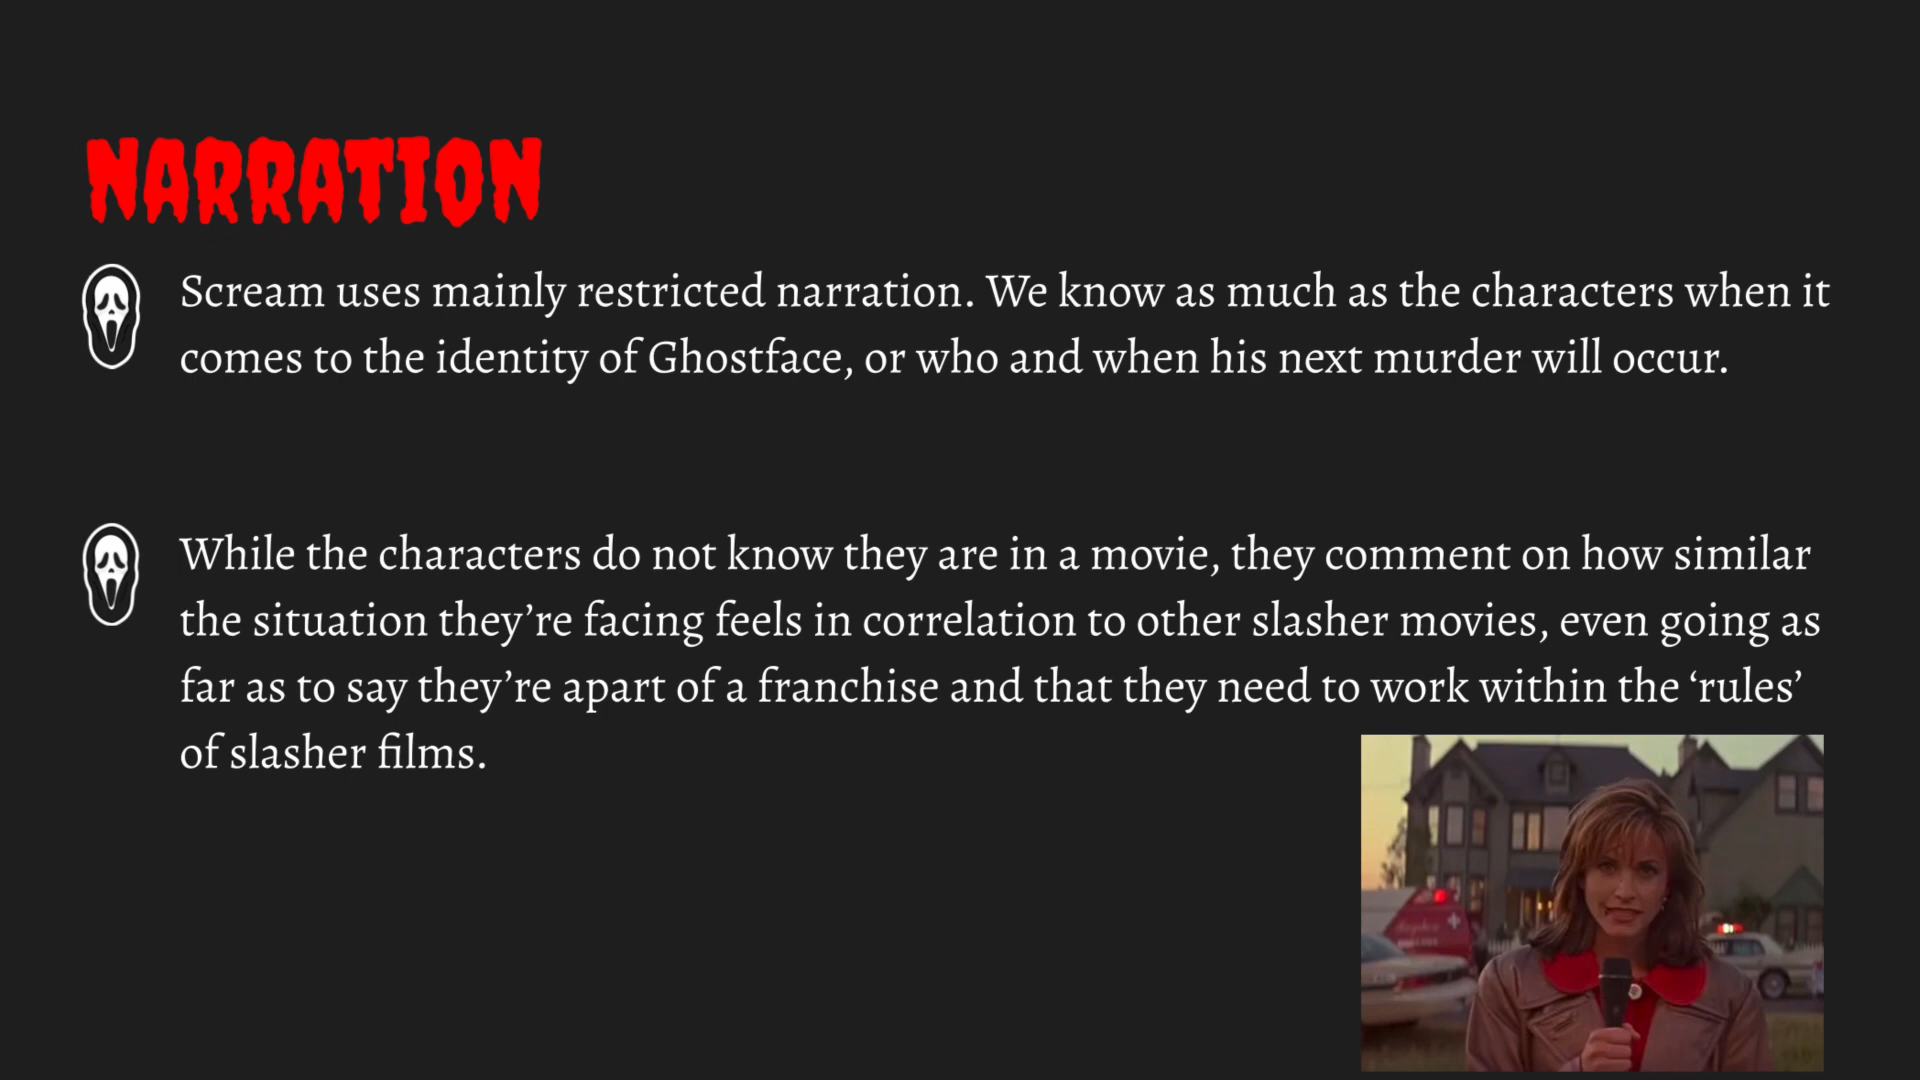 NARRATION
Scream uses mainly restricted narration. We know as much as the characters when it
comes to the identity of Ghostface, or who and when his next murder will occur.
While the characters do not know they are in a movie, they comment on how similar
the situation they’re facing feels in correlation to other slasher movies, even going as
far as to say they’re apart of a franchise and that they need to work within the ‘rules’
of slasher films.